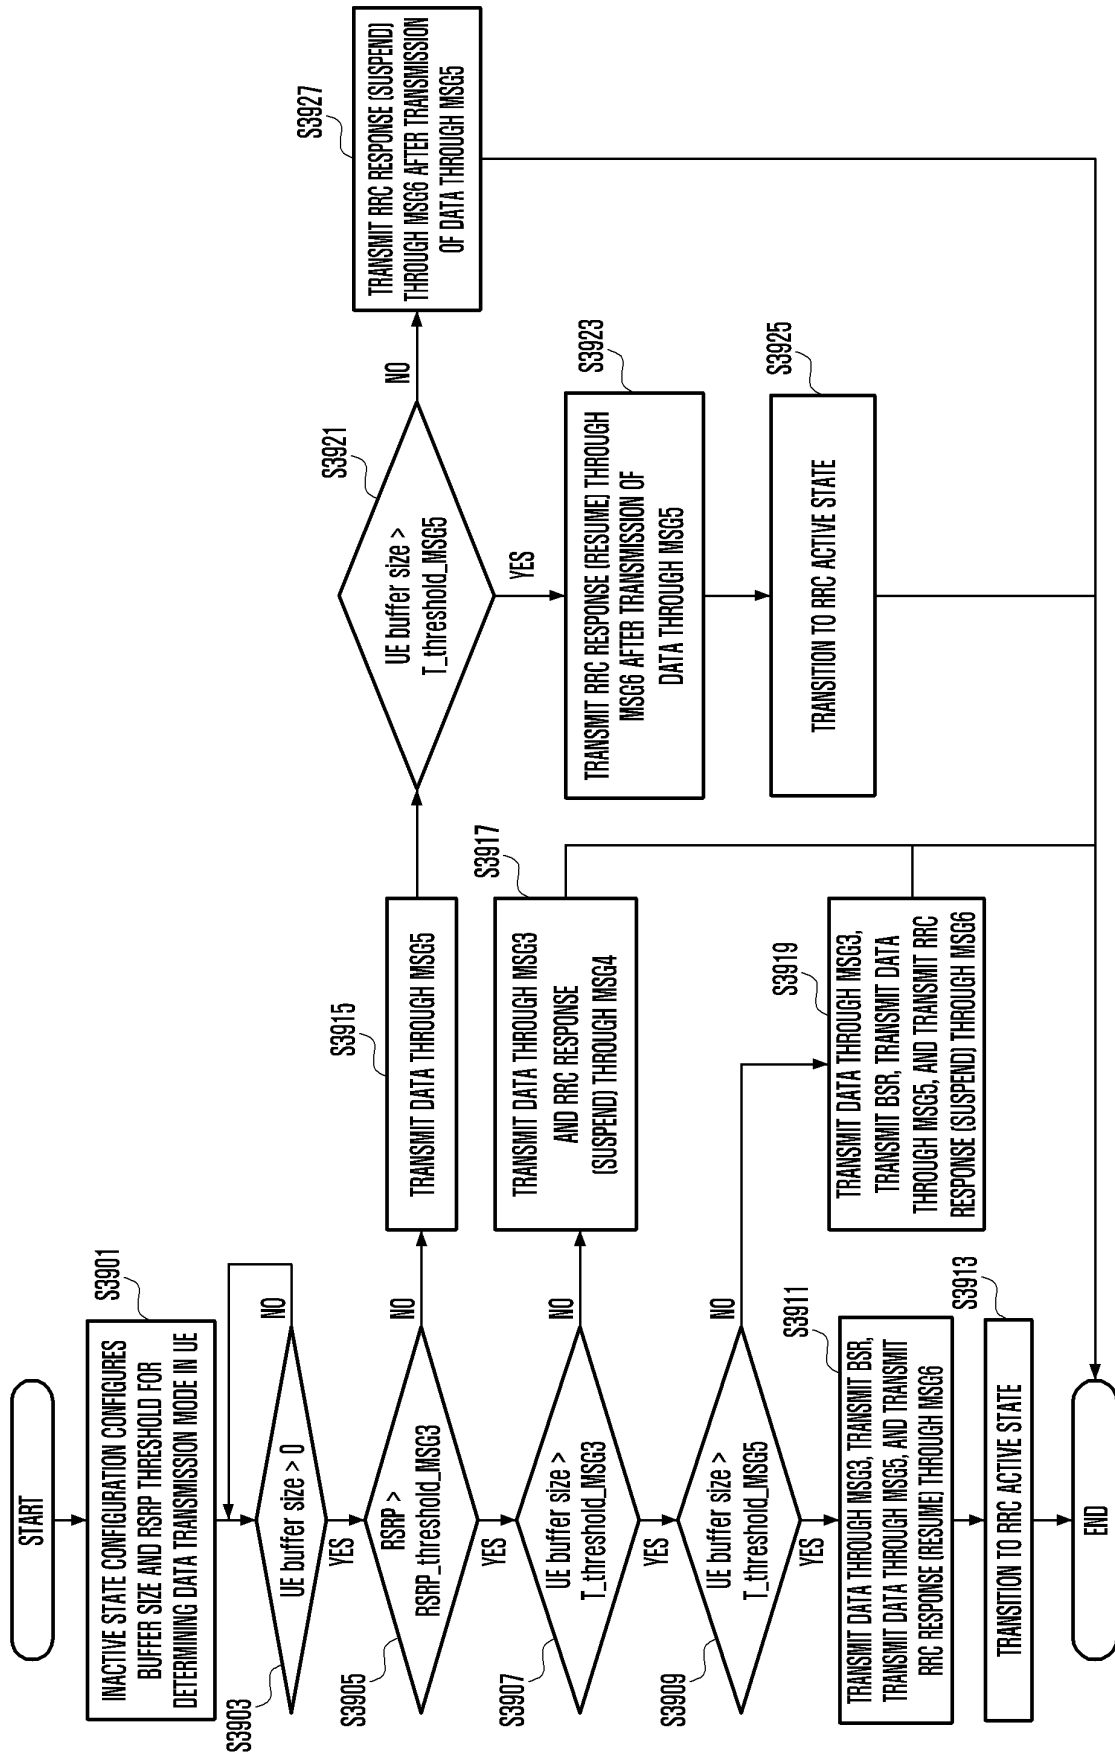 START
S3901
INACTIVE STATE CONFIGURATION CONFIGURES
BUFFER SIZE AND RSRP THRESHOLD FOR
DETERMINING DATA TRANSMISSION MODE IN UE
S3903
UE buffer size > 0
NO
YES
S3905
RSRP >
RSRP_threshold_MSG3
NO
YES
S3915
TRANSMIT DATA THROUGH MSG5
S3921
UE buffer size >
T_threshold_MSG5
NO
YES
S3927
TRANSMIT RRC RESPONSE (SUSPEND)
THROUGH MSG6 AFTER TRANSMISSION
OF DATA THROUGH MSG5
S3907
UE buffer size >
T_threshold_MSG3
NO
YES
S3917
TRANSMIT DATA THROUGH MSG3
AND RRC RESPONSE
(SUSPEND) THROUGH MSG4
S3923
TRANSMIT RRC RESPONSE (RESUME) THROUGH
MSG6 AFTER TRANSMISSION OF
DATA THROUGH MSG5
S3909
UE buffer size >
T_threshold_MSG5
NO
YES
S3919
TRANSMIT DATA THROUGH MSG3,
TRANSMIT BSR, TRANSMIT DATA
THROUGH MSG5, AND TRANSMIT RRC
RESPONSE (SUSPEND) THROUGH MSG6
S3925
TRANSITION TO RRC ACTIVE STATE
S3911
TRANSMIT DATA THROUGH MSG3, TRANSMIT BSR,
TRANSMIT DATA THROUGH MSG5, AND TRANSMIT
RRC RESPONSE (RESUME) THROUGH MSG6
S3913
TRANSITION TO RRC ACTIVE STATE
END